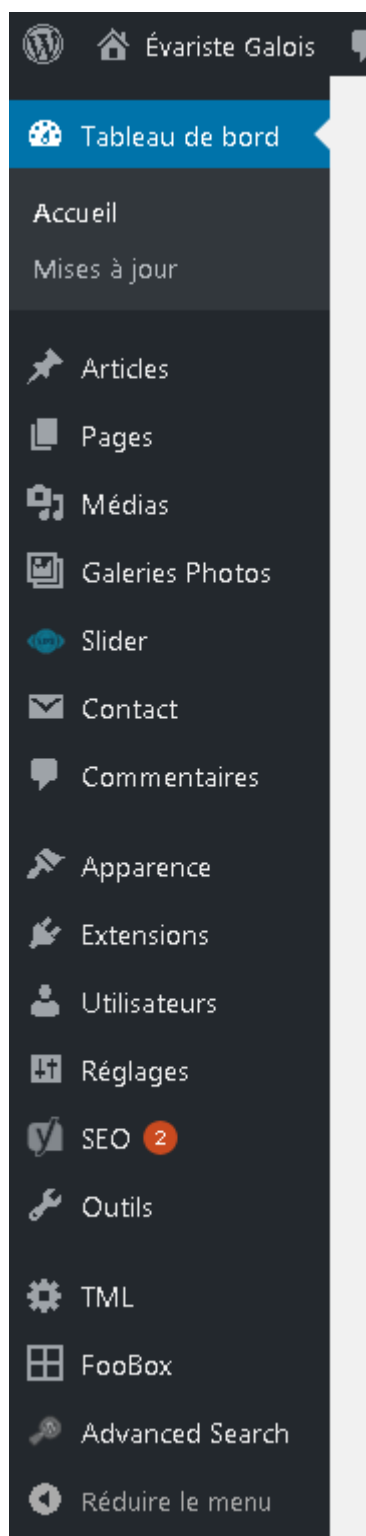 Évariste Galois
Tableau de bord
Accueil
Mises à jour
Articles
Pages
Médias
Galeries Photos
Slider
Contact
Commentaires
Apparence
Extensions
Utilisateurs
Réglages
SEO 2
Outils
TML
FooBox
Advanced Search
Réduire le menu